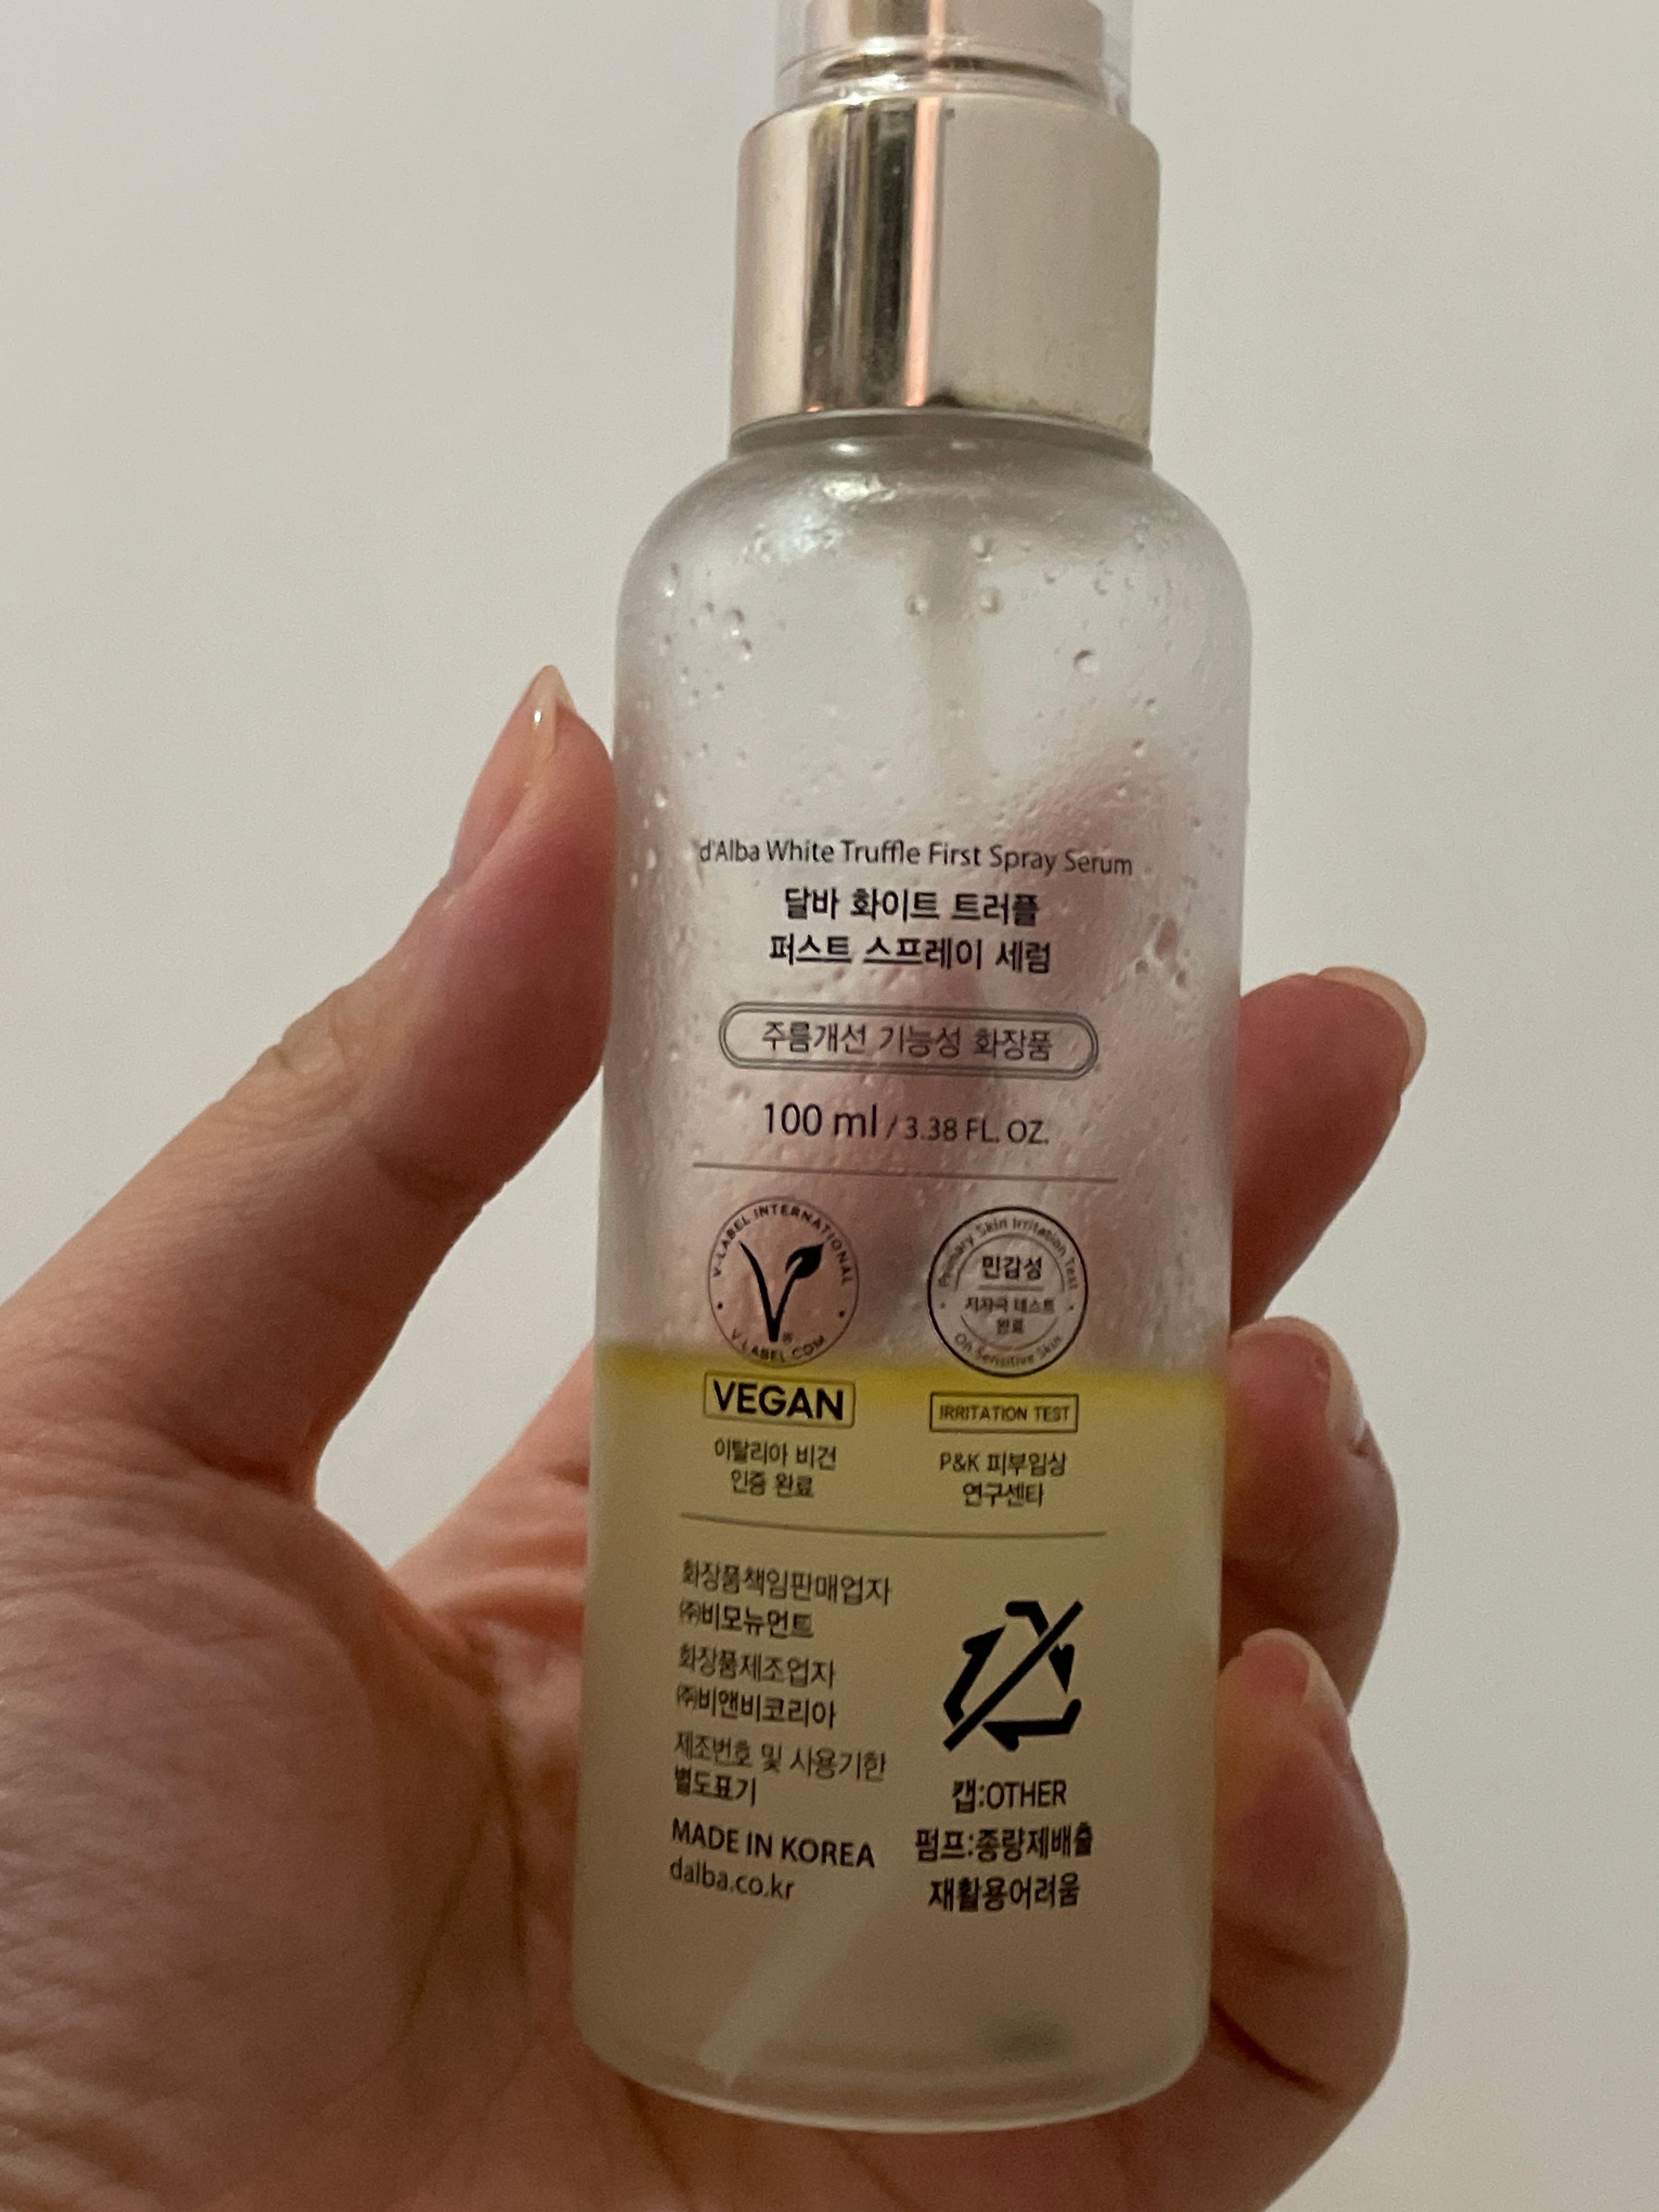 d'Alba White Truffle First Spray Serum
달바 화이트 트러플
퍼스트 스프레이 세럼
주름개선 기능성 화장품
100 ml / 3.38 FL. OZ.
V-LABEL INTERNATIONAL
V-LABEL.COM
VEGAN
이탈리아 비건
인증 완료
Primary Skin Irritation Test
민감성
저자극 테스트
완료
On Sensitive Skin
IRRITATION TEST
P&K 피부임상
연구센타
화장품책임판매업자
㈜비모뉴먼트
화장품제조업자
㈜비앤비코리아
제조번호 및 사용기한
별도표기
MADE IN KOREA
dalba.co.kr
캡:OTHER
펌프:종량제배출
재활용어려움